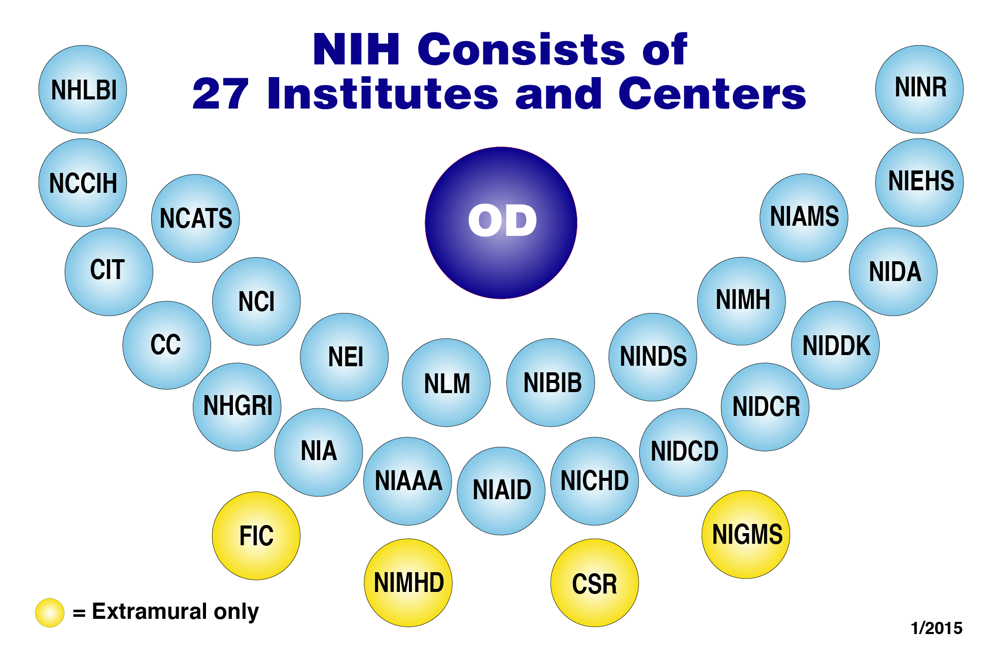 NIH Consists of
27 Institutes and Centers
NHLBI
NINR
NCCIH
NIEHS
NCATS
NIAMS
OD
CIT
NIDA
NCI
NIMH
CC
NIDDK
NEI
NINDS
NLM
NIBIB
NHGRI
NIDCR
NIA
NIDCD
NIAAA
NIAID
NICHD
FIC
NIGMS
NIMHD
CSR
= Extramural only
1/2015